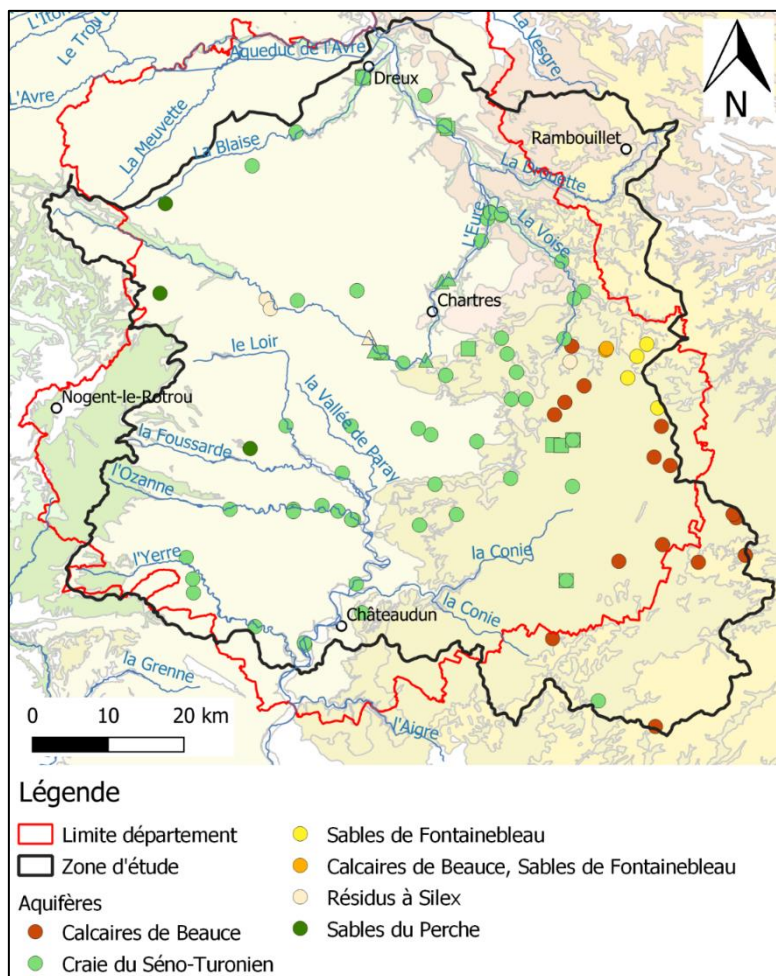 L'Iton
Le Trou
La Vesgre
Aqueduc de l'Avre
Dreux
L'Avre
La Meuvette
N
La Blaise
Rambouillet
La Drouette
L'Eure
La Voise
Chartres
le Loir
la Vallée de Paray
Nogent-le-Rotrou
la Foussarde
l'Ozanne
l'Yerre
la Conie
la Conie
Châteaudun
la Grenne
l'Aigre
0 10 20 km
Légende
Limite département
Zone d'étude
Aquifères
Calcaires de Beauce
Craie du Séno-Turonien
Sables de Fontainebleau
Calcaires de Beauce, Sables de Fontainebleau
Résidus à Silex
Sables du Perche